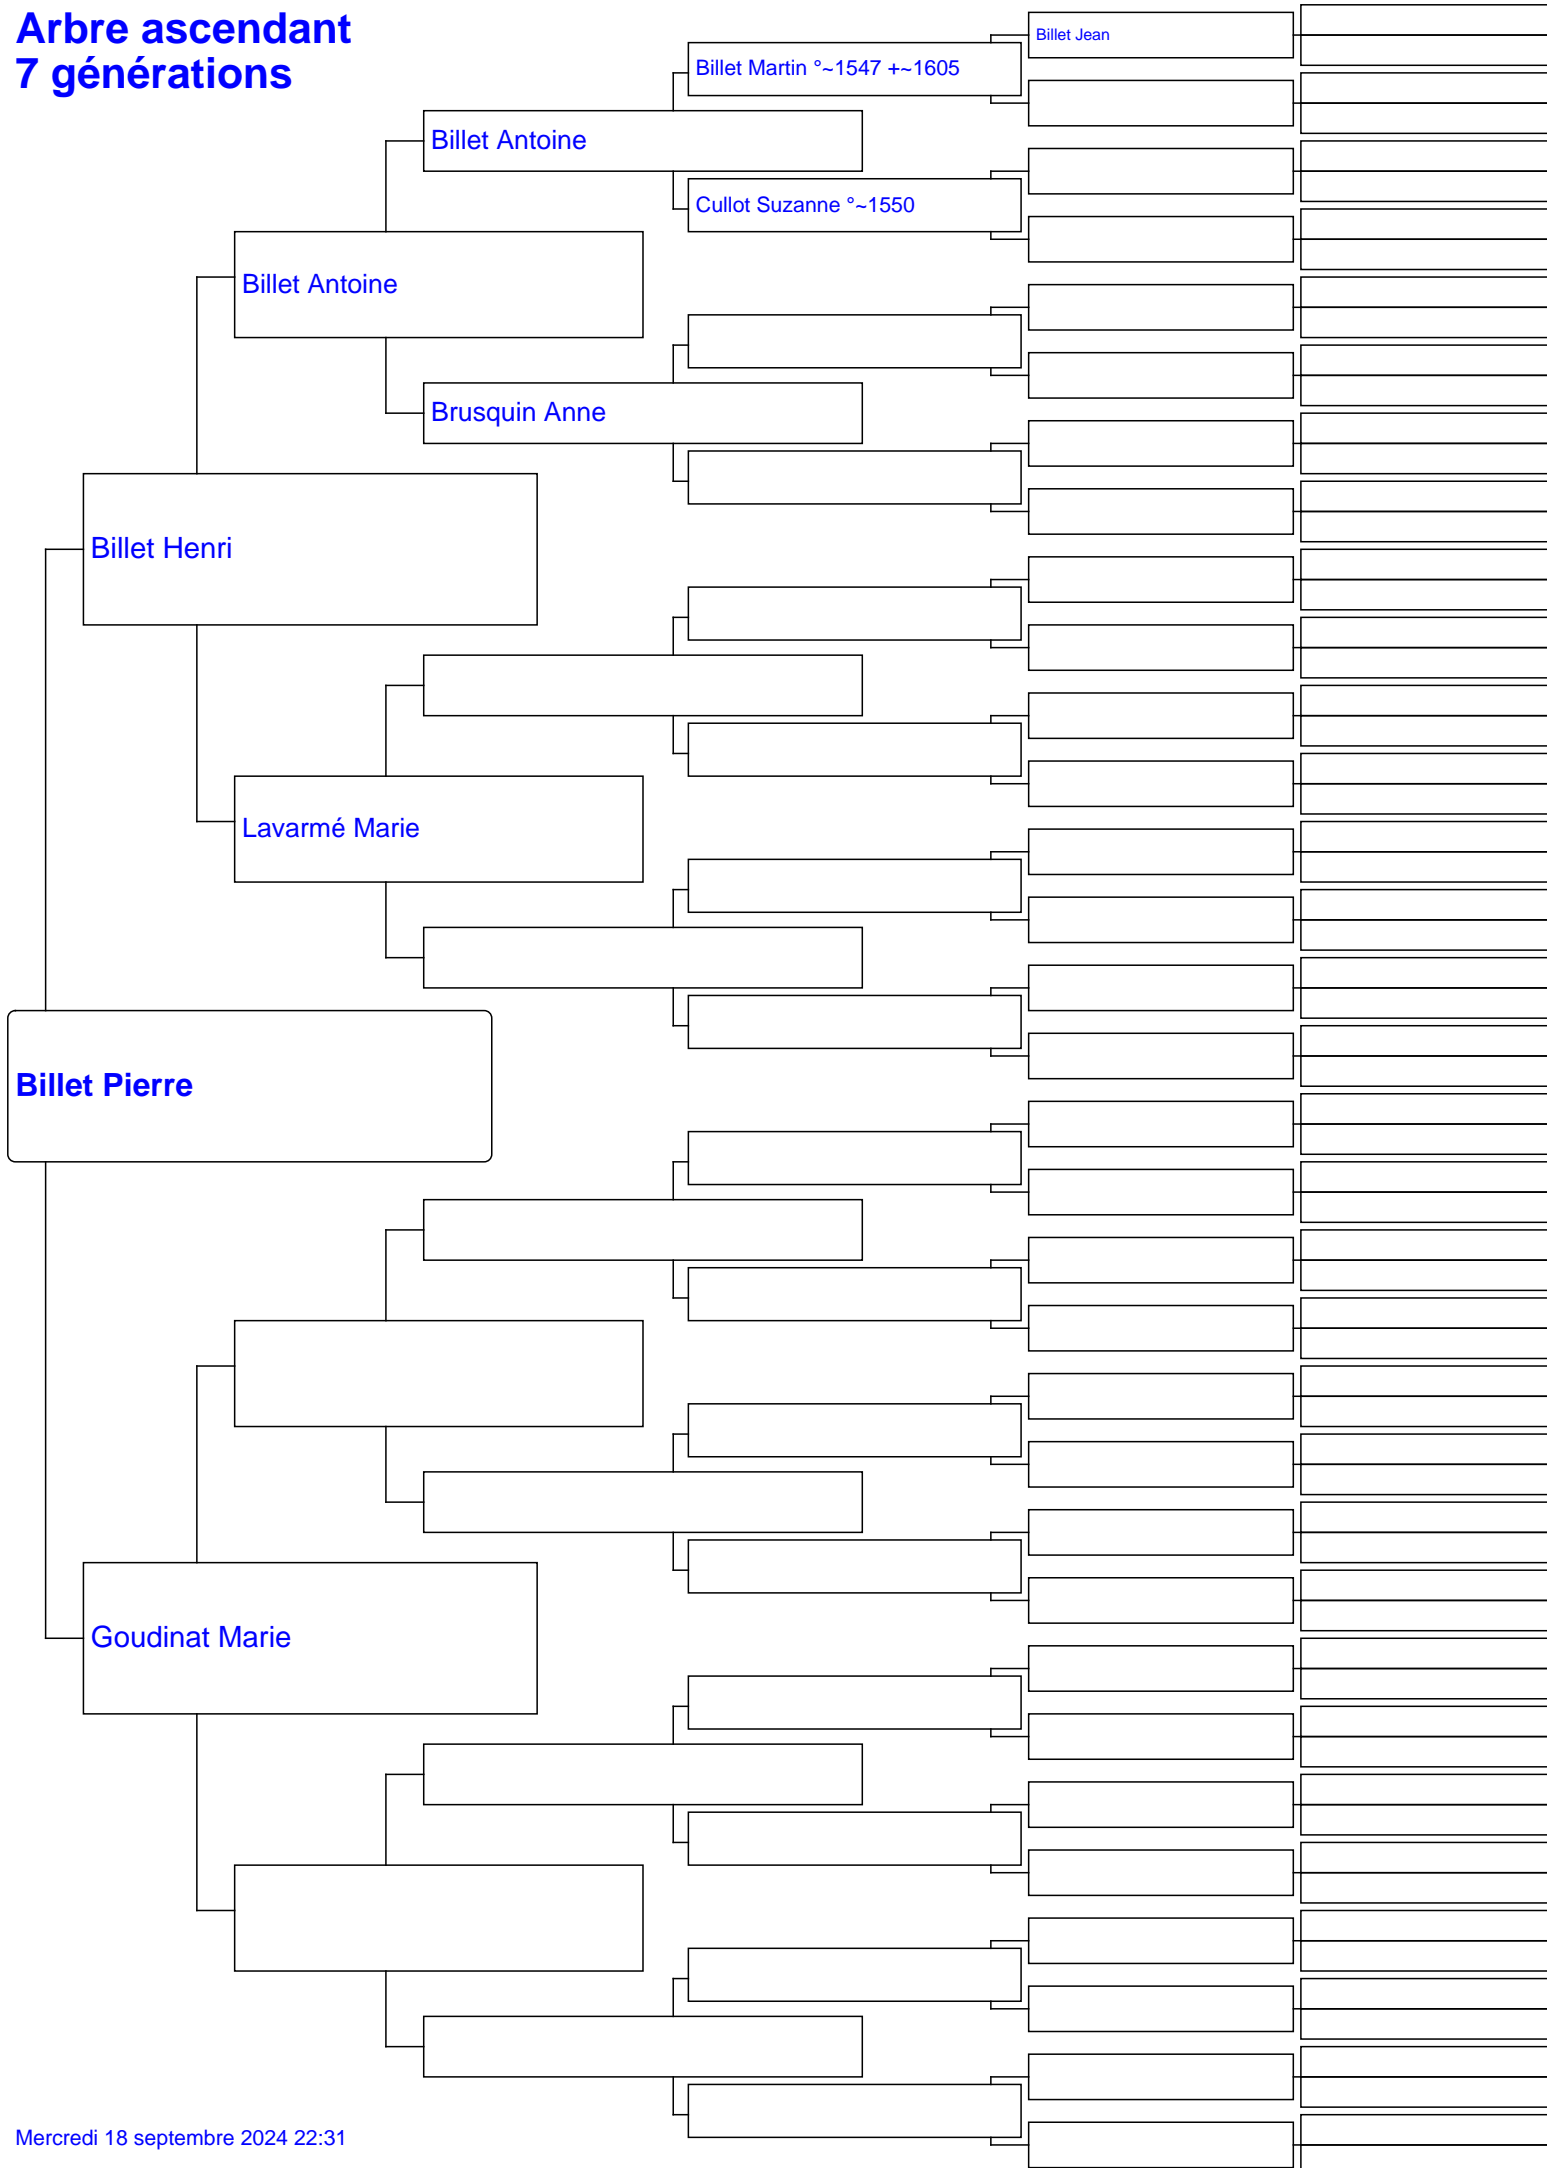 Arbre ascendant
7 générations
Billet Jean
Billet Martin °~1547 +~1605
Billet Antoine
Cullot Suzanne °~1550
Billet Antoine
Brusquin Anne
Billet Henri
Lavarmé Marie
Billet Pierre
Goudinat Marie
Mercredi 18 septembre 2024 22:31